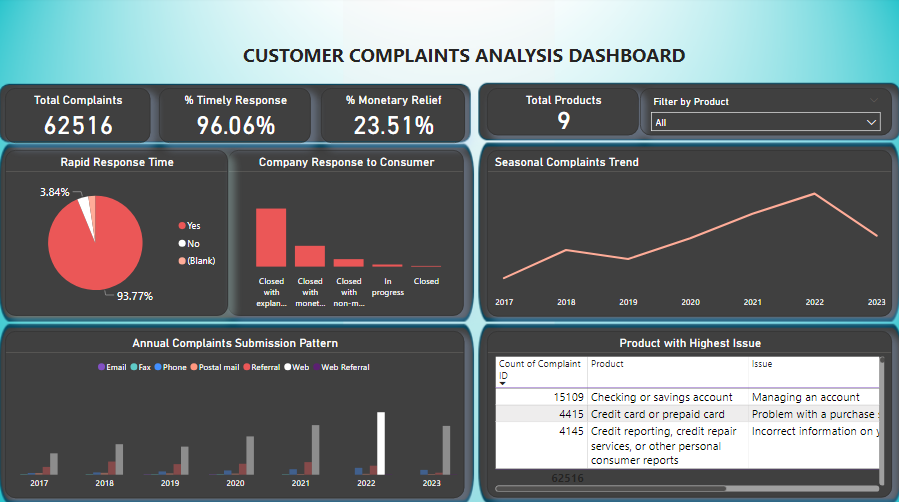 CUSTOMER COMPLAINTS ANALYSIS DASHBOARD
Total Complaints
62516
% Timely Response
96.06%
% Monetary Relief
23.51%
Total Products
9
Filter by Product
All
Rapid Response Time
3.84%
93.77%
Yes
No
(Blank)
Company Response to Consumer
Closed
with
explan...
Closed
with
monet...
Closed
with
non-m...
In
progress
Closed
Seasonal Complaints Trend
2017 2018 2019 2020 2021 2022 2023
Annual Complaints Submission Pattern
Email Fax Phone Postal mail Referral Web Web Referral
2017 2018 2019 2020 2021 2022 2023
Product with Highest Issue
Count of Complaint Product Issue
ID
15109 Checking or savings account Managing an account
4415 Credit card or prepaid card Problem with a purchase
4145 Credit reporting, credit repair Incorrect information on
services, or other personal
consumer reports
62516